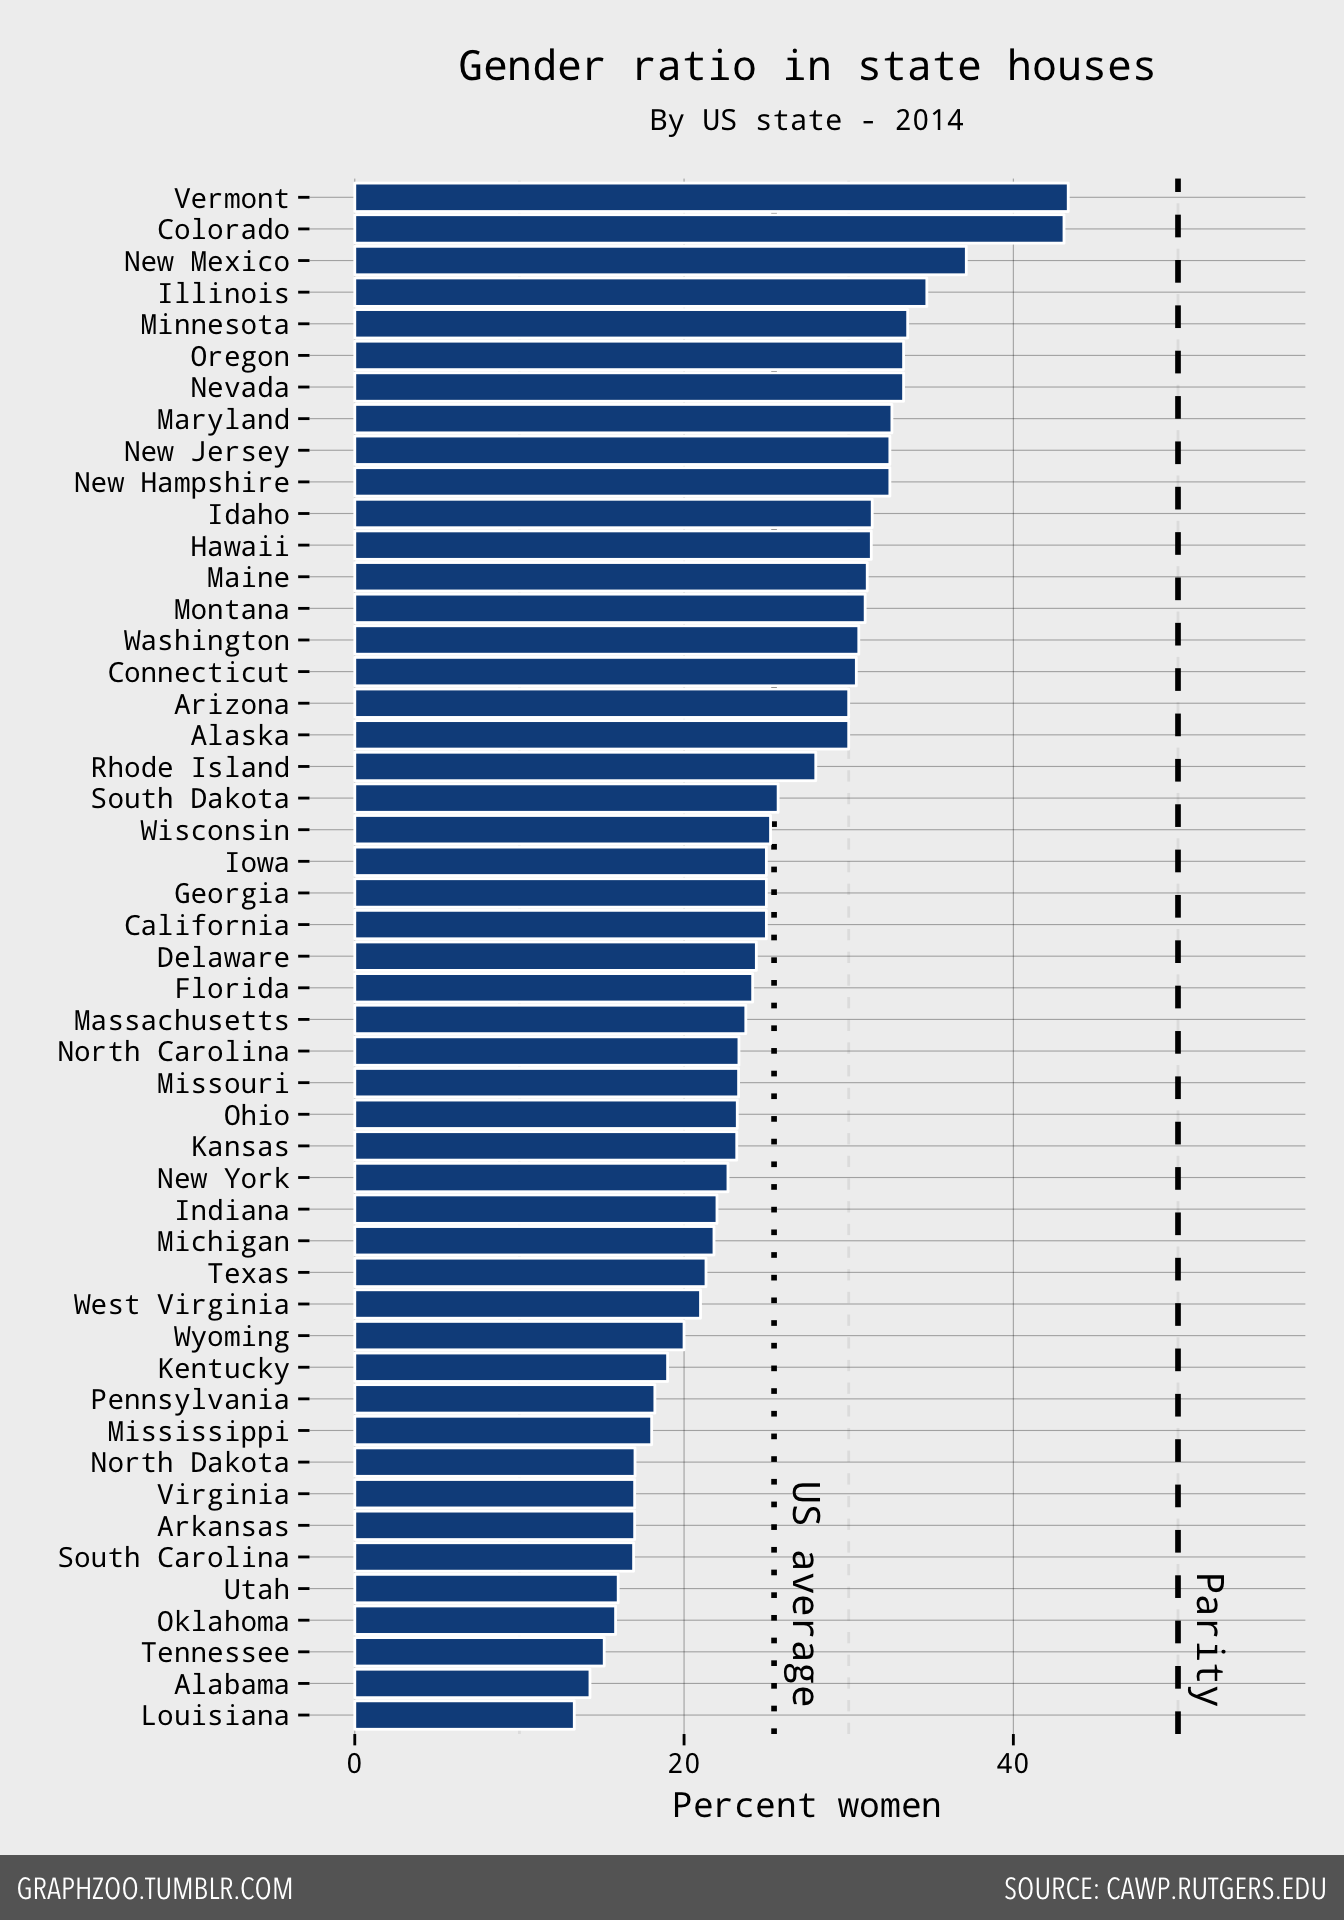 Gender ratio in state houses
By US state - 2014
Vermont
Colorado
New Mexico
Illinois
Minnesota
Oregon
Nevada
Maryland
New Jersey
New Hampshire
Idaho
Hawaii
Maine
Montana
Washington
Connecticut
Arizona
Alaska
Rhode Island
South Dakota
Wisconsin
Iowa
Georgia
California
Delaware
Florida
Massachusetts
North Carolina
Missouri
Ohio
Kansas
New York
Indiana
Michigan
Texas
West Virginia
Wyoming
Kentucky
Pennsylvania
Mississippi
North Dakota
Virginia
Arkansas
South Carolina
Utah
Oklahoma
Tennessee
Alabama
Louisiana
US average
Parity
0 20 40
Percent women
GRAPHZOO.TUMBLR.COM
SOURCE: CAWP.RUTGERS.EDU